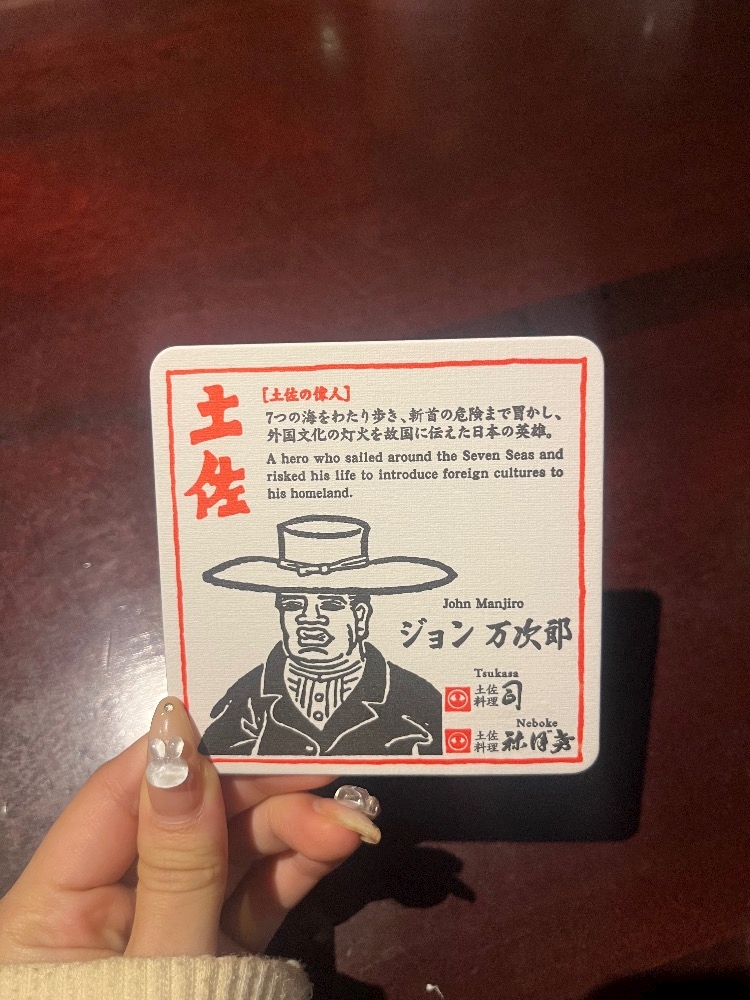 土佐
[土佐の偉人]
7つの海をわたり歩き、斬首の危険まで冒かし、
外国文化の灯火を故国に伝えた日本の英雄。
A hero who sailed around the Seven Seas and
risked his life to introduce foreign cultures to
his homeland.
John Manjiro
ジョン 万次郎
Tsukasa
土佐料理 司
Neboke
土佐料理 祢保希